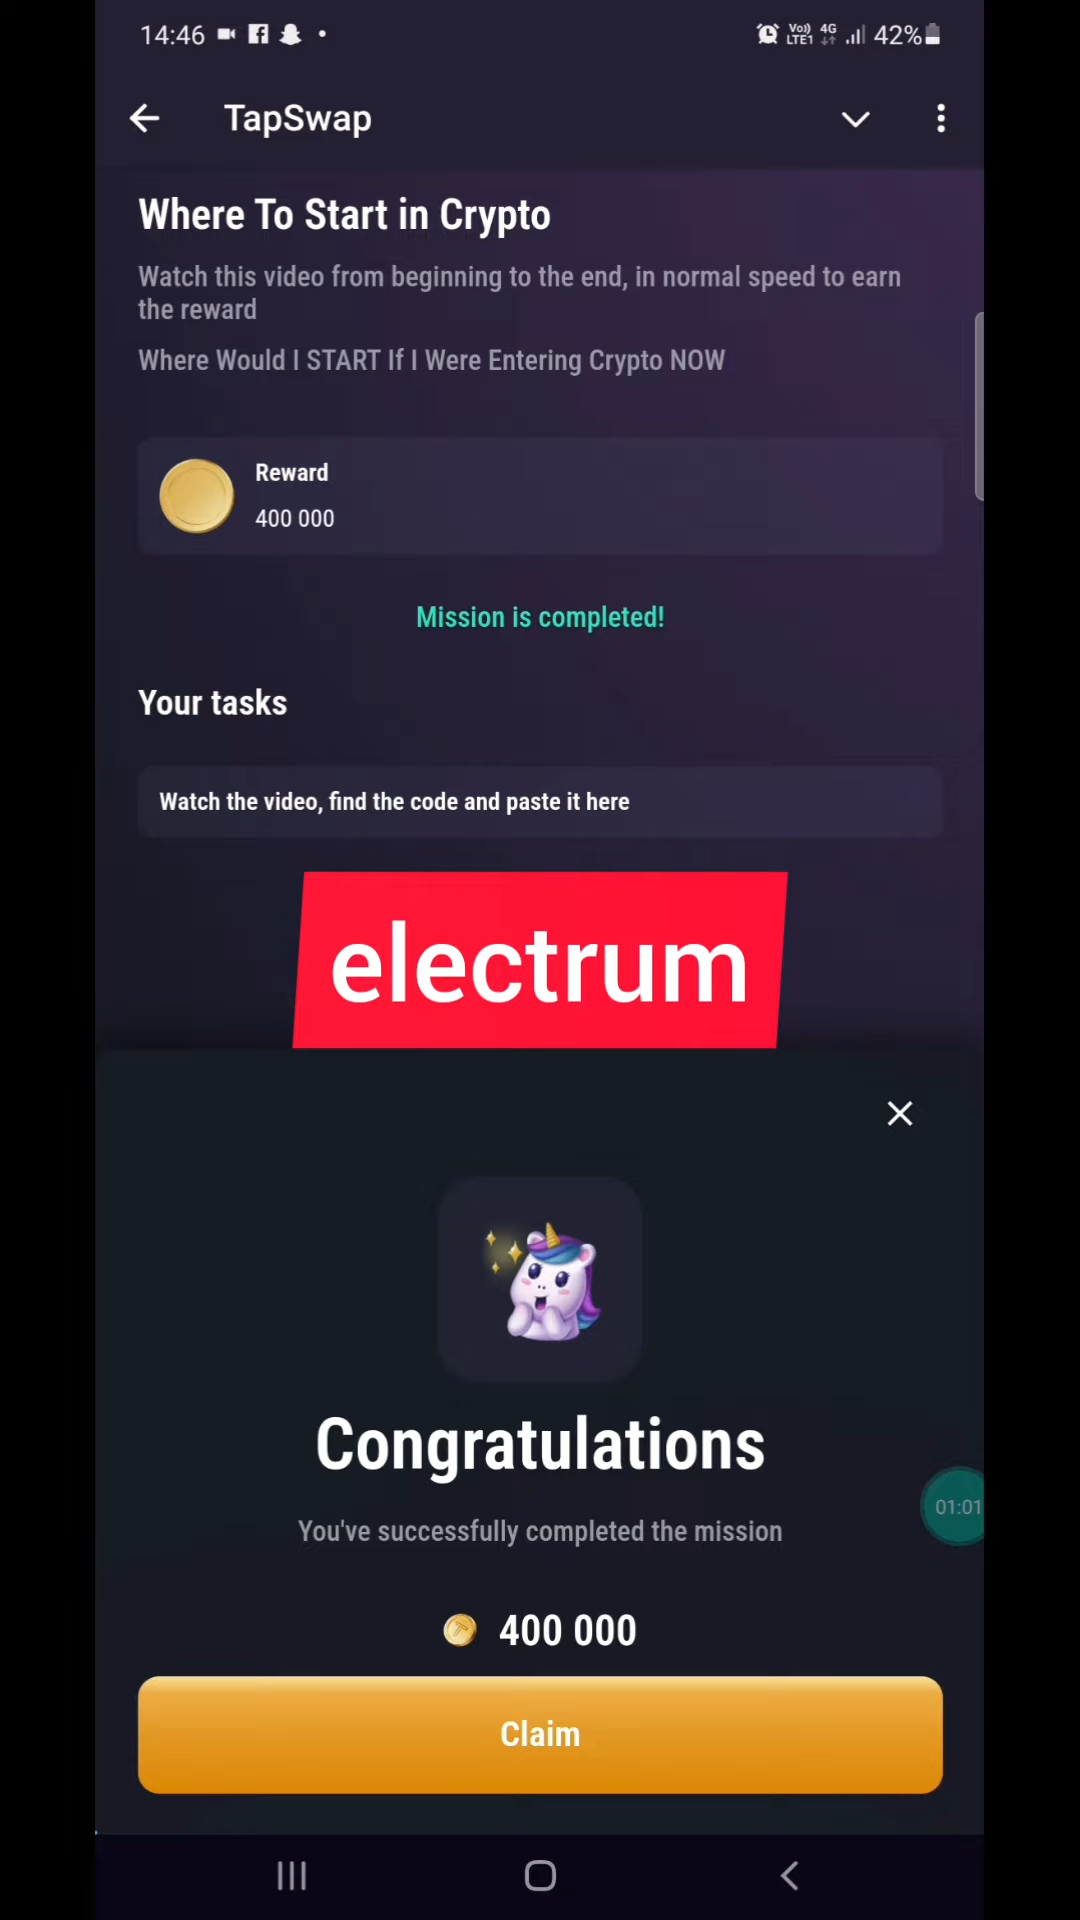 14:46
Vo)) LTE1 4G 42%
TapSwap
Where To Start in Crypto
Watch this video from beginning to the end, in normal speed to earn
the reward
Where Would I START If I Were Entering Crypto NOW
Reward
400 000
Mission is completed!
Your tasks
Watch the video, find the code and paste it here
electrum
Congratulations
01:01
You've successfully completed the mission
400 000
Claim